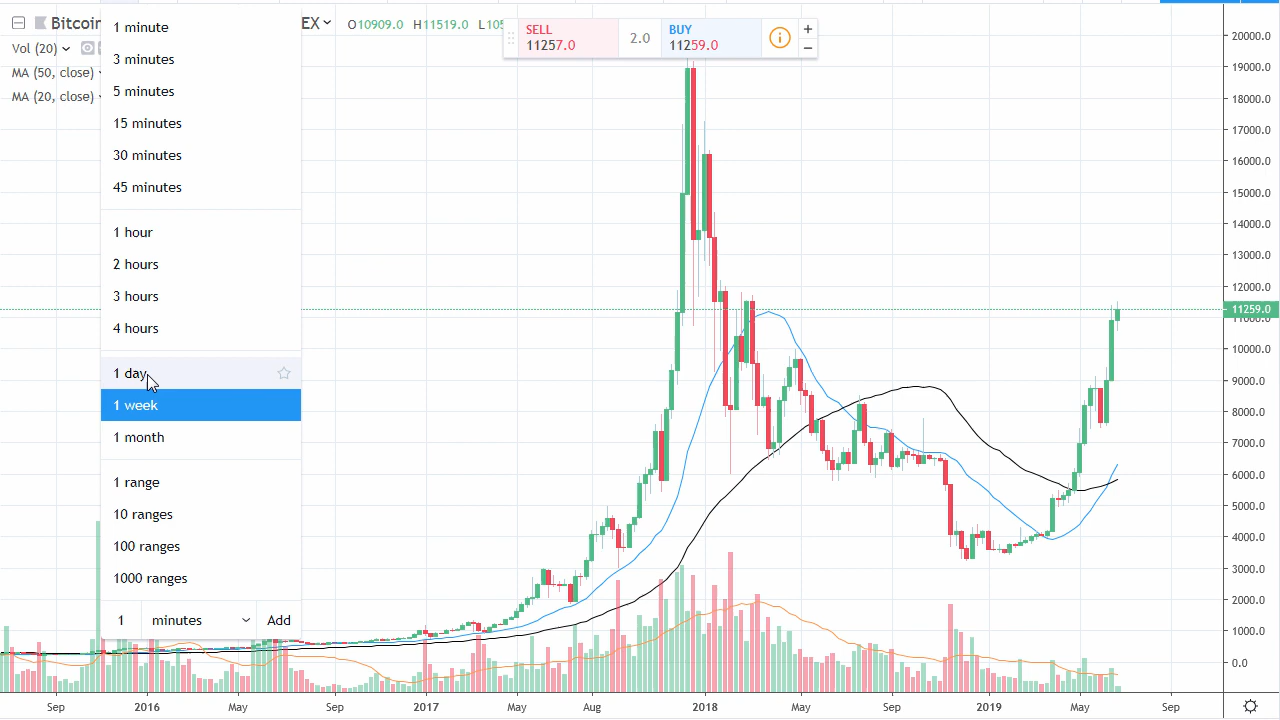 Bitcoin
EX
O10909.0 H11519.0
SELL
11257.0
2.0
BUY
11259.0
+
−
Vol (20)
MA (50, close)
MA (20, close)
1 minute
3 minutes
5 minutes
15 minutes
30 minutes
45 minutes
1 hour
2 hours
3 hours
4 hours
1 day
1 week
1 month
1 range
10 ranges
100 ranges
1000 ranges
1 minutes Add
20000.0
19000.0
18000.0
17000.0
16000.0
15000.0
14000.0
13000.0
12000.0
11259.0
11000.0
10000.0
9000.0
8000.0
7000.0
6000.0
5000.0
4000.0
3000.0
2000.0
1000.0
0.0
Sep 2016 May Sep 2017 May Aug 2018 May Sep 2019 May Sep